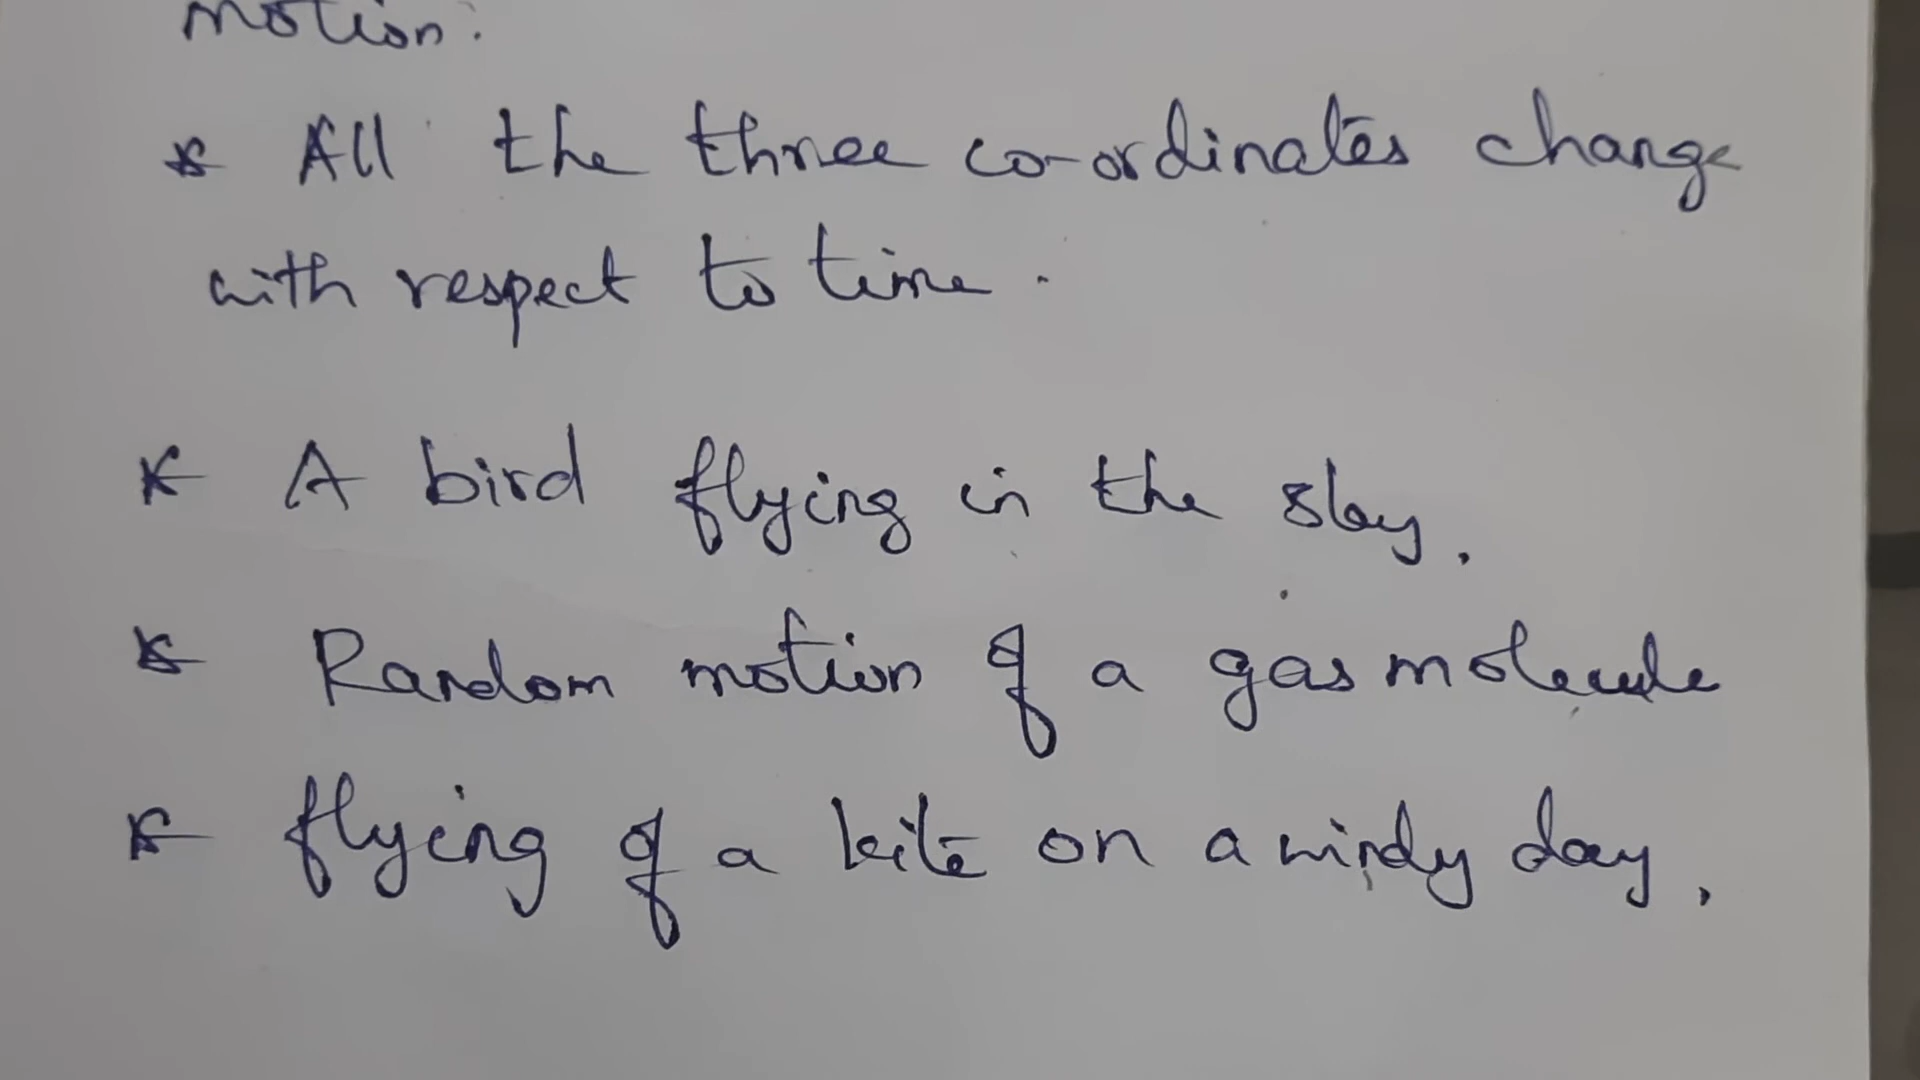 motion.
* All the three co-ordinates change
with respect to time.
* A bird flying in the sky.
* Random motion of a gas molecule
* flying of a kite on a windy day.